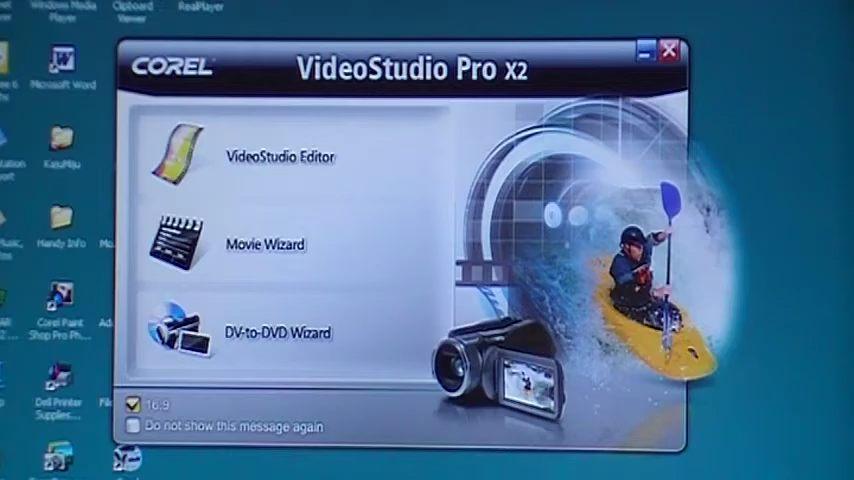 Windows Media
Player
Clipboard
Viewer
RealPlayer
COREL
VideoStudio Pro X2
Microsoft Word
VideoStudio Editor
Movie Wizard
Handy Info
Corel Paint
Shop Pro Ph...
DV-to-DVD Wizard
Dell Printer
Supplies...
16:9
Do not show this message again